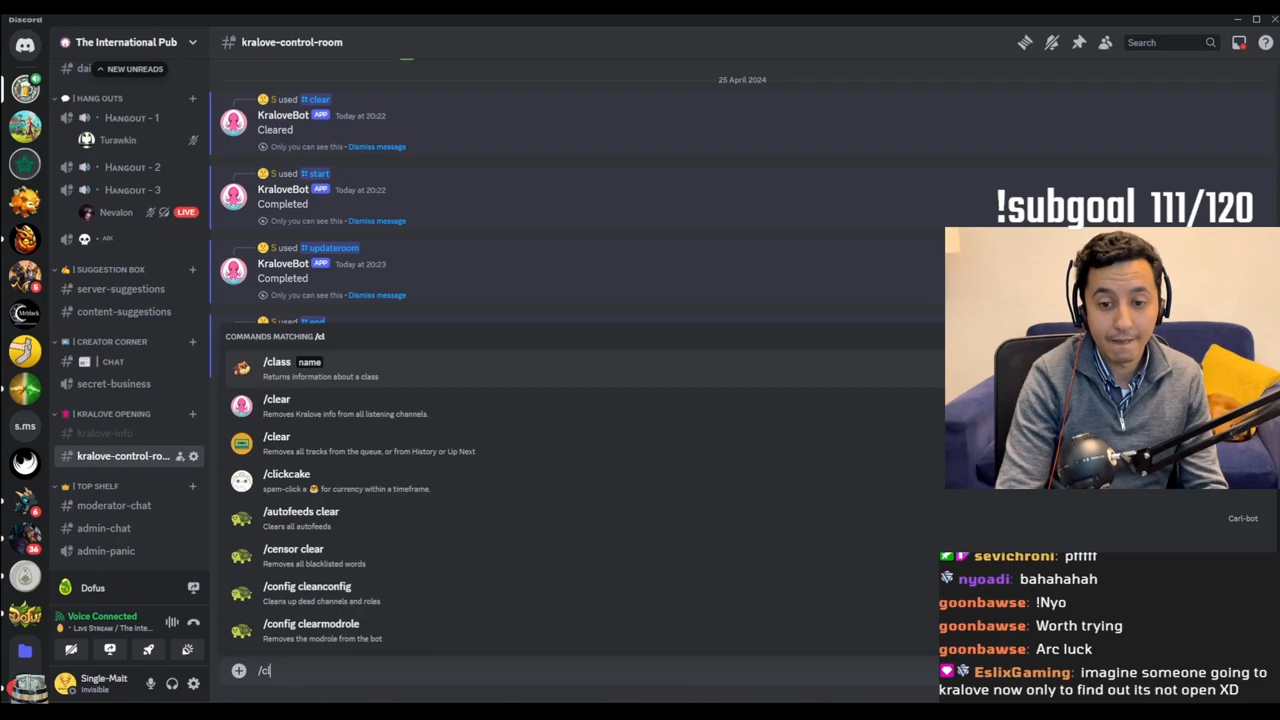 Discord
The International Pub
kralove-control-room
Search
dai
NEW UNREADS
HANG OUTS
HANGOUT - 1
Turawkin
HANGOUT - 2
HANGOUT - 3
Nevalon
LIVE
AFK
SUGGESTION BOX
server-suggestions
content-suggestions
CREATOR CORNER
CHAT
secret-business
KRALOVE OPENING
kralove-info
kralove-control-ro...
TOP SHELF
moderator-chat
admin-chat
admin-panic
Dofus
Voice Connected
Live Stream / The Inte...
Single-Malt
Invisible
s.ms
6
6
36
25 April 2024
S used clear
KraloveBot APP Today at 20:22
Cleared
Only you can see this • Dismiss message
S used start
KraloveBot APP Today at 20:22
Completed
Only you can see this • Dismiss message
S used updateroom
KraloveBot APP Today at 20:23
Completed
Only you can see this • Dismiss message
S used end
COMMANDS MATCHING /cl
/class name
Returns information about a class
/clear
Removes Kralove info from all listening channels.
/clear
Removes all tracks from the queue, or from History or Up Next
/clickcake
spam-click a for currency within a timeframe.
/autofeeds clear
Clears all autofeeds
/censor clear
Removes all blacklisted words
/config cleanconfig
Cleans up dead channels and roles
/config clearmodrole
Removes the modrole from the bot
/cl
Carl-bot
!subgoal 111/120
sevichroni: pfffff
nyoadi: bahahahah
goonbawse: !Nyo
goonbawse: Worth trying
goonbawse: Arc luck
EslixGaming: imagine someone going to
kralove now only to find out its not open XD